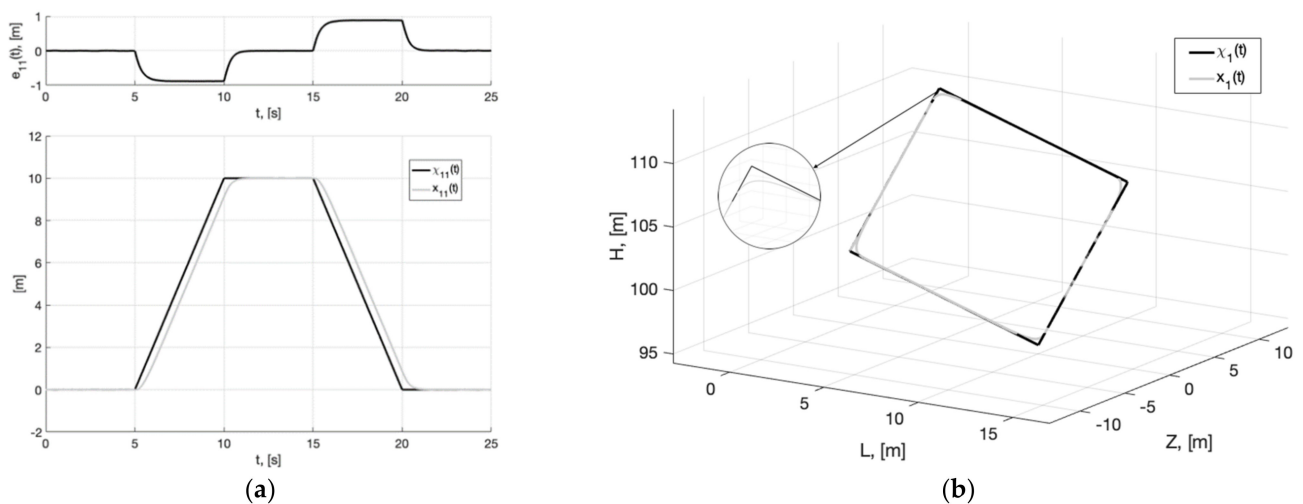 e11(t), [m]
1
0
-1
0 5 10 15 20 25
t, [s]
[m]
12
10
8
6
4
2
0
-2
χ11(t)
x11(t)
0 5 10 15 20 25
t, [s]
(a)
χ1(t)
x1(t)
H, [m]
110
105
100
95
0 5 10 15
L, [m]
-10 -5 0 5 10
Z, [m]
(b)